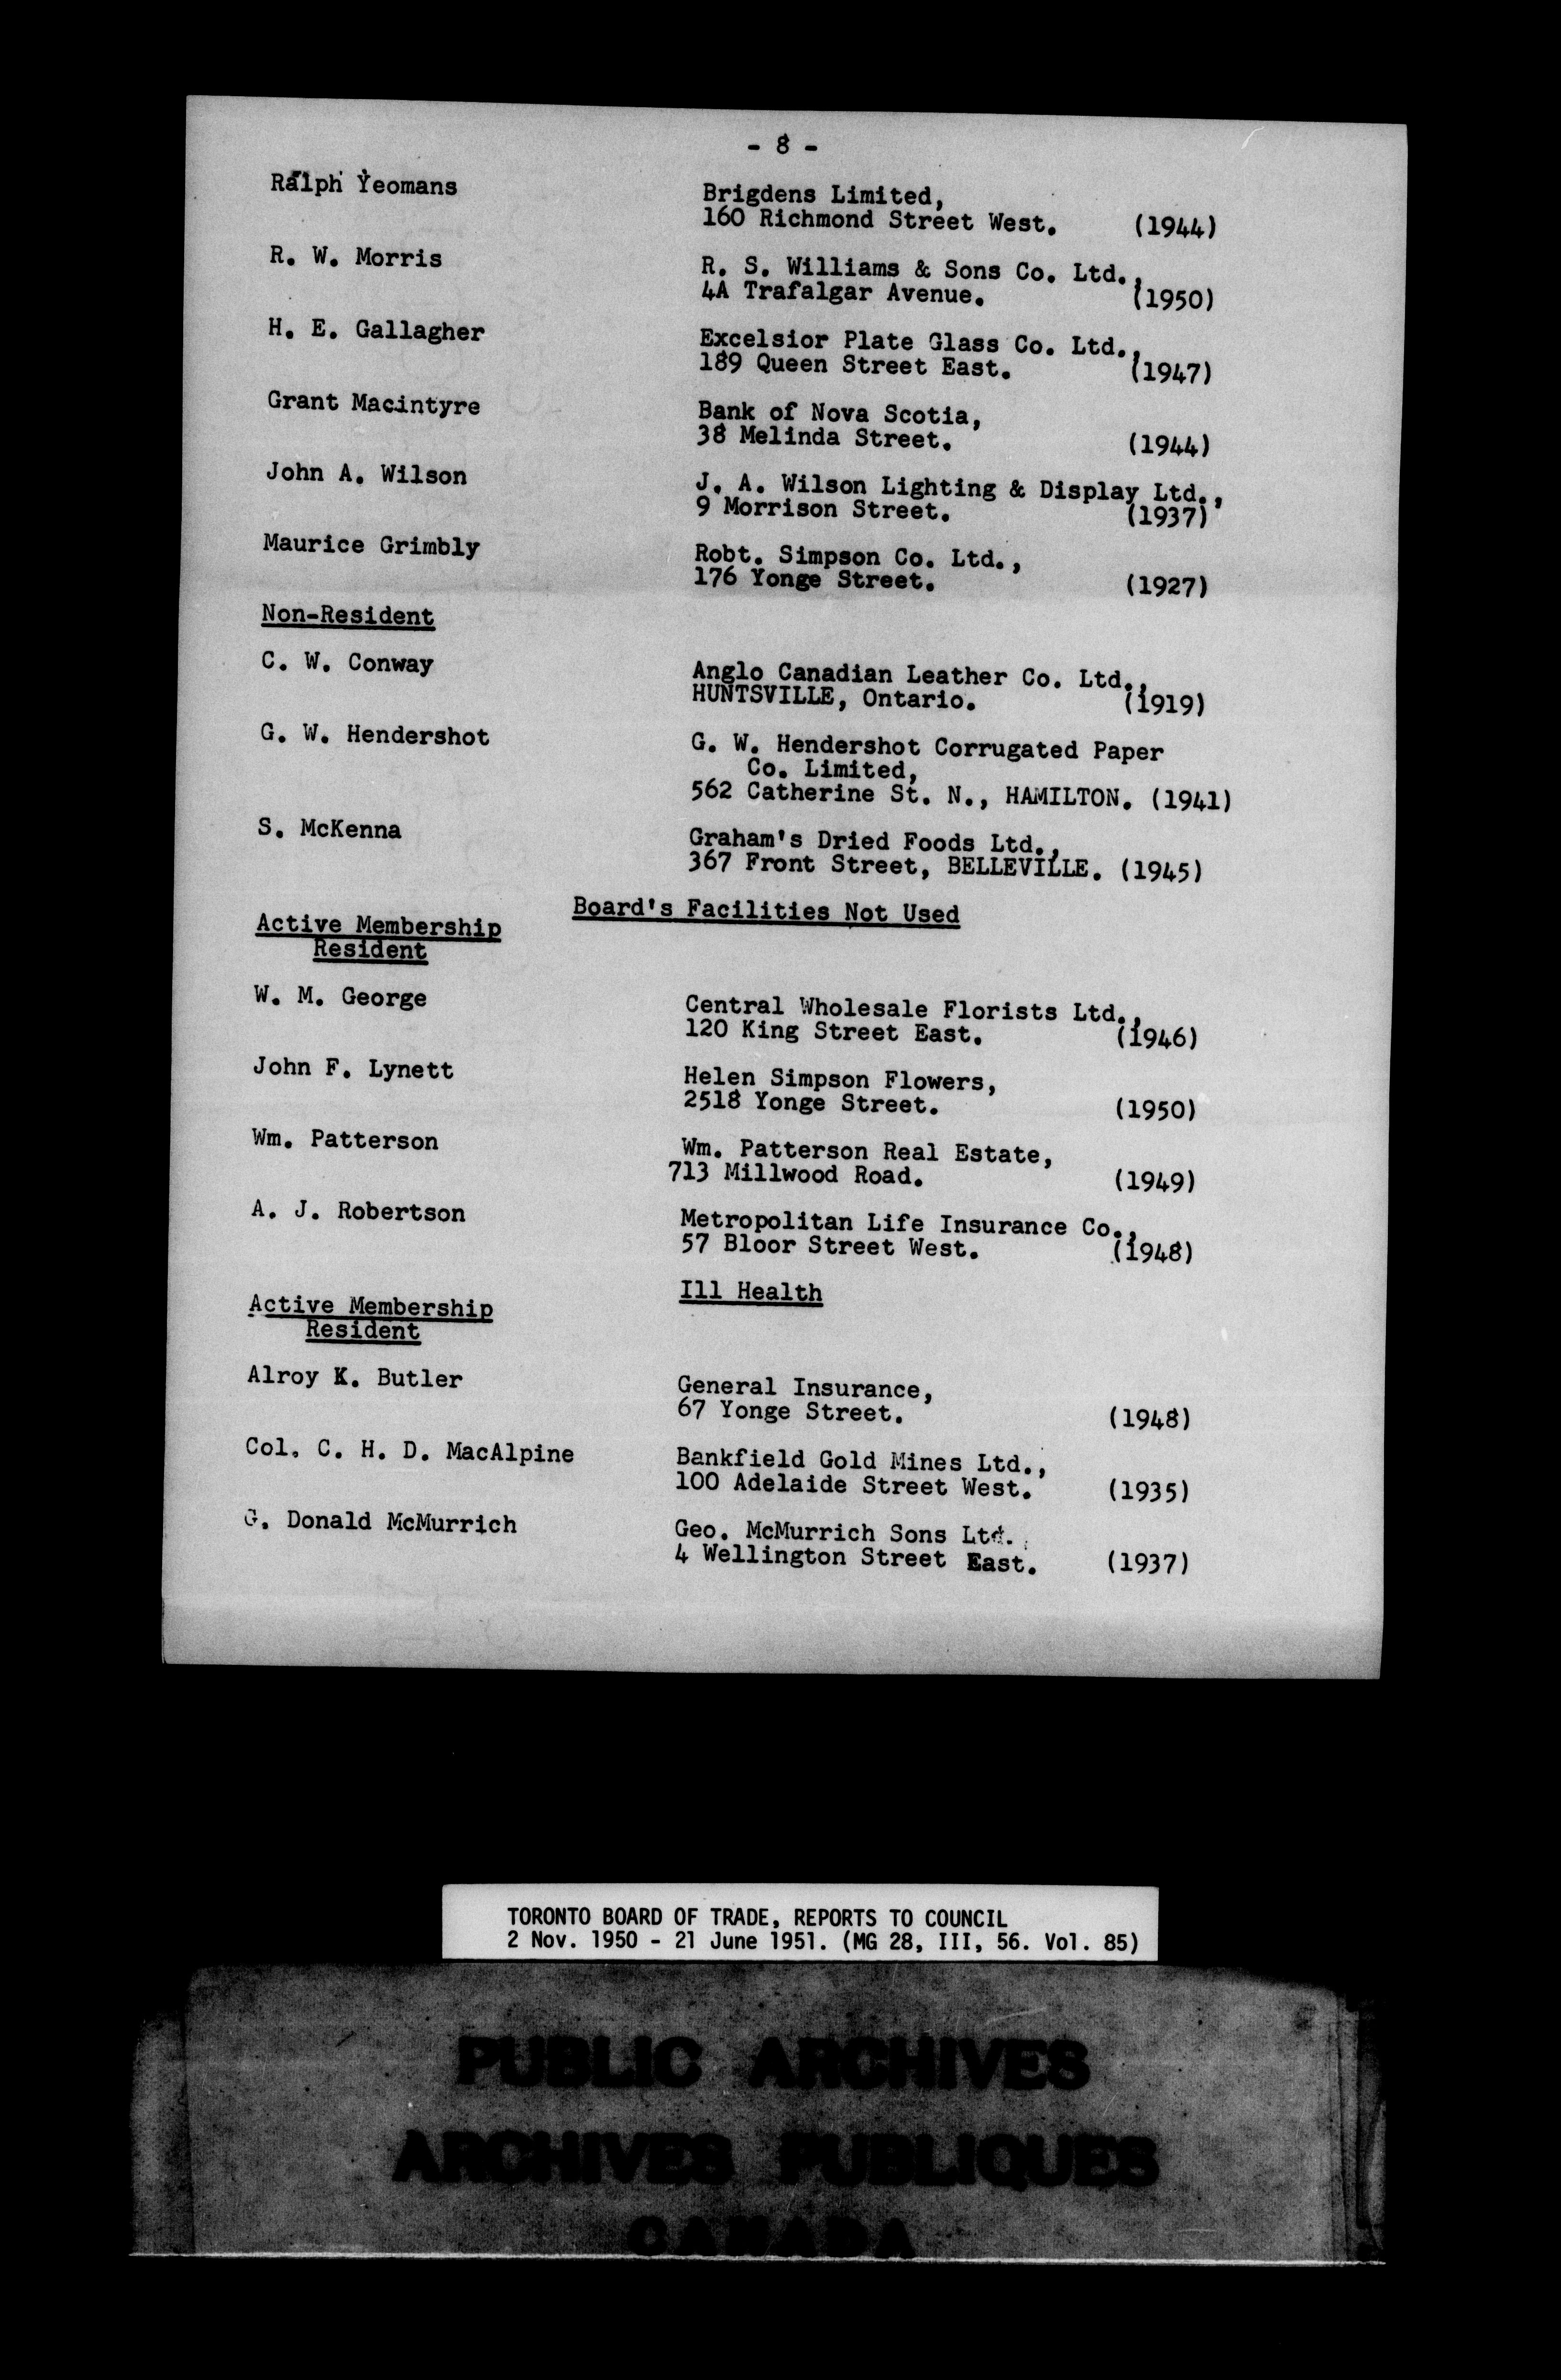 - 8 -
Ralph Yeomans
Brigdens Limited,
160 Richmond Street West. (1944)
R. W. Morris
R. S. Williams & Sons Co. Ltd.,
4A Trafalgar Avenue. (1950)
H. E. Gallagher
Excelsior Plate Glass Co. Ltd.,
189 Queen Street East. (1947)
Grant Macintyre
Bank of Nova Scotia,
38 Melinda Street. (1944)
John A. Wilson
J. A. Wilson Lighting & Display Ltd.,
9 Morrison Street. (1937)
Maurice Grimbly
Robt. Simpson Co. Ltd.,
176 Yonge Street. (1927)
Non-Resident
C. W. Conway
Anglo Canadian Leather Co. Ltd.,
HUNTSVILLE, Ontario. (1919)
G. W. Hendershot
G. W. Hendershot Corrugated Paper
Co. Limited,
562 Catherine St. N., HAMILTON. (1941)
S. McKenna
Graham's Dried Foods Ltd.,
367 Front Street, BELLEVILLE. (1945)
Board's Facilities Not Used
Active Membership
Resident
W. M. George
Central Wholesale Florists Ltd.,
120 King Street East. (1946)
John F. Lynett
Helen Simpson Flowers,
2518 Yonge Street. (1950)
Wm. Patterson
Wm. Patterson Real Estate,
713 Millwood Road. (1949)
A. J. Robertson
Metropolitan Life Insurance Co.,
57 Bloor Street West. (1948)
Ill Health
Active Membership
Resident
Alroy K. Butler
General Insurance,
67 Yonge Street. (1948)
Col. C. H. D. MacAlpine
Bankfield Gold Mines Ltd.,
100 Adelaide Street West. (1935)
G. Donald McMurrich
Geo. McMurrich Sons Ltd.,
4 Wellington Street East. (1937)
TORONTO BOARD OF TRADE, REPORTS TO COUNCIL
2 Nov. 1950 - 21 June 1951. (MG 28, III, 56. Vol. 85)
PUBLIC ARCHIVES
ARCHIVES PUBLIQUES
CANADA